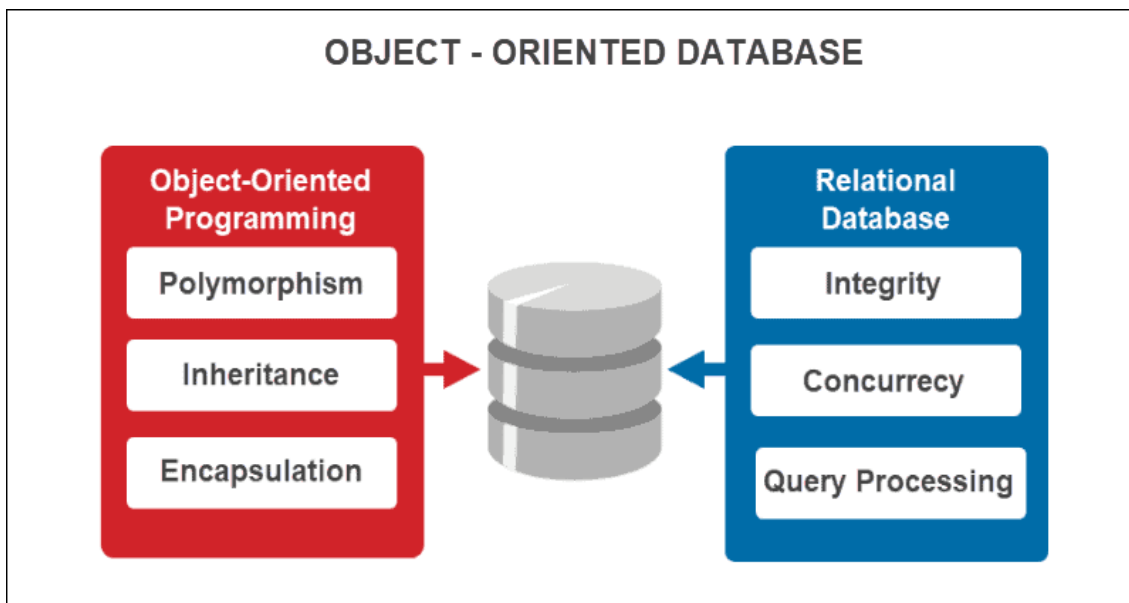 OBJECT - ORIENTED DATABASE
Object-Oriented
Programming
Polymorphism
Inheritance
Encapsulation
Relational
Database
Integrity
Concurrecy
Query Processing